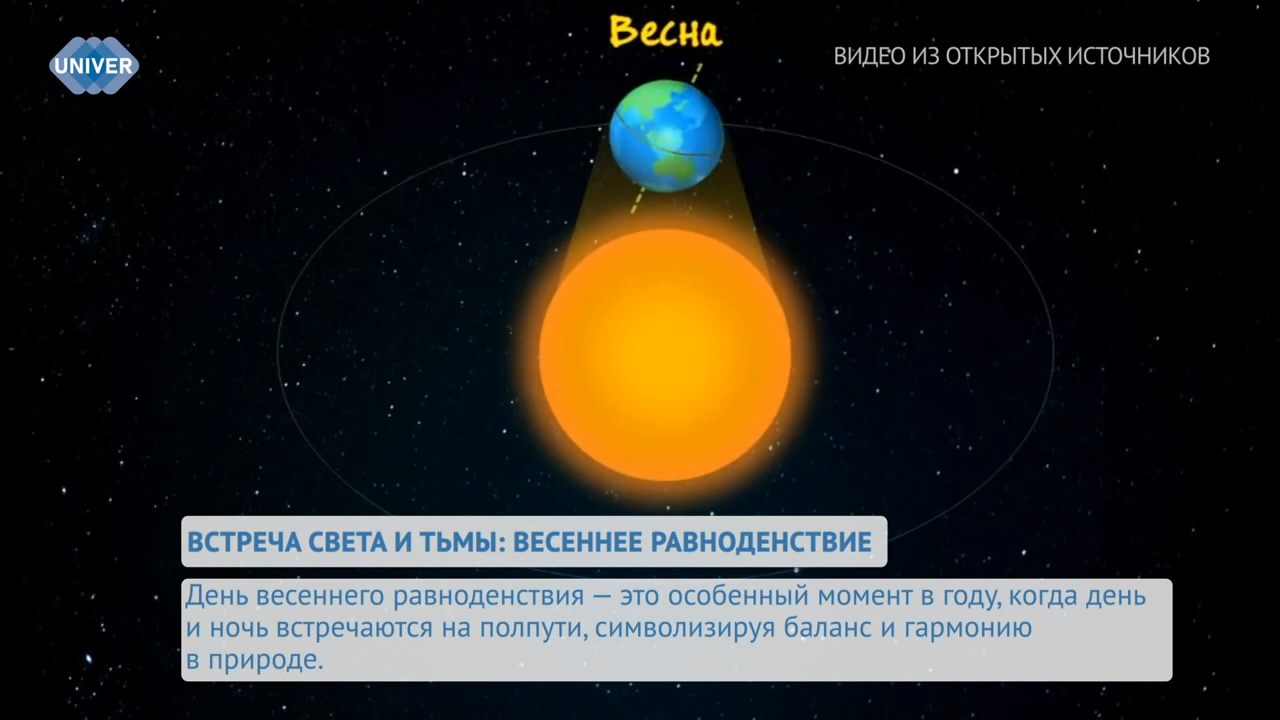 Весна
UNIVER
ВИДЕО ИЗ ОТКРЫТЫХ ИСТОЧНИКОВ
ВСТРЕЧА СВЕТА И ТЬМЫ: ВЕСЕННЕЕ РАВНОДЕНСТВИЕ
День весеннего равноденствия — это особенный момент в году, когда день
и ночь встречаются на полпути, символизируя баланс и гармонию
в природе.